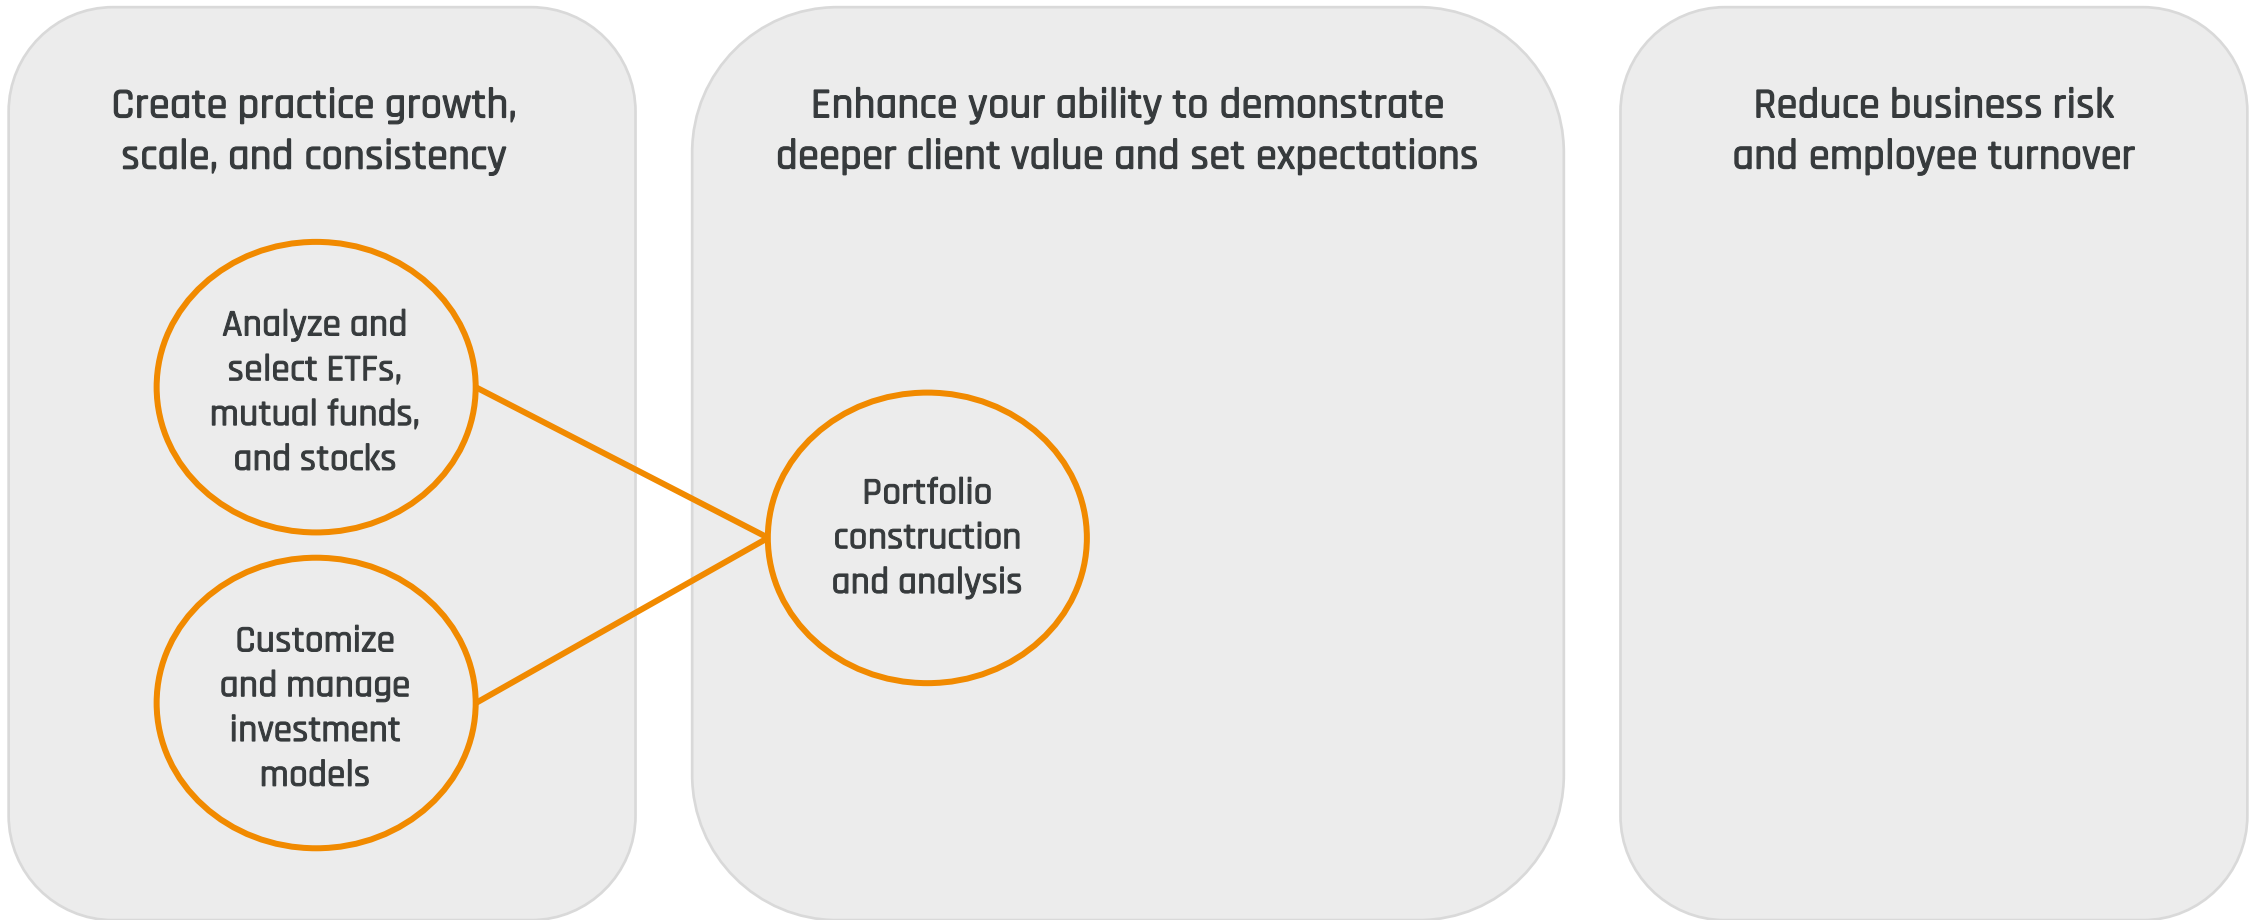 Create practice growth,
scale, and consistency
Analyze and
select ETFs,
mutual funds,
and stocks
Customize
and manage
investment
models
Enhance your ability to demonstrate
deeper client value and set expectations
Portfolio
construction
and analysis
Reduce business risk
and employee turnover